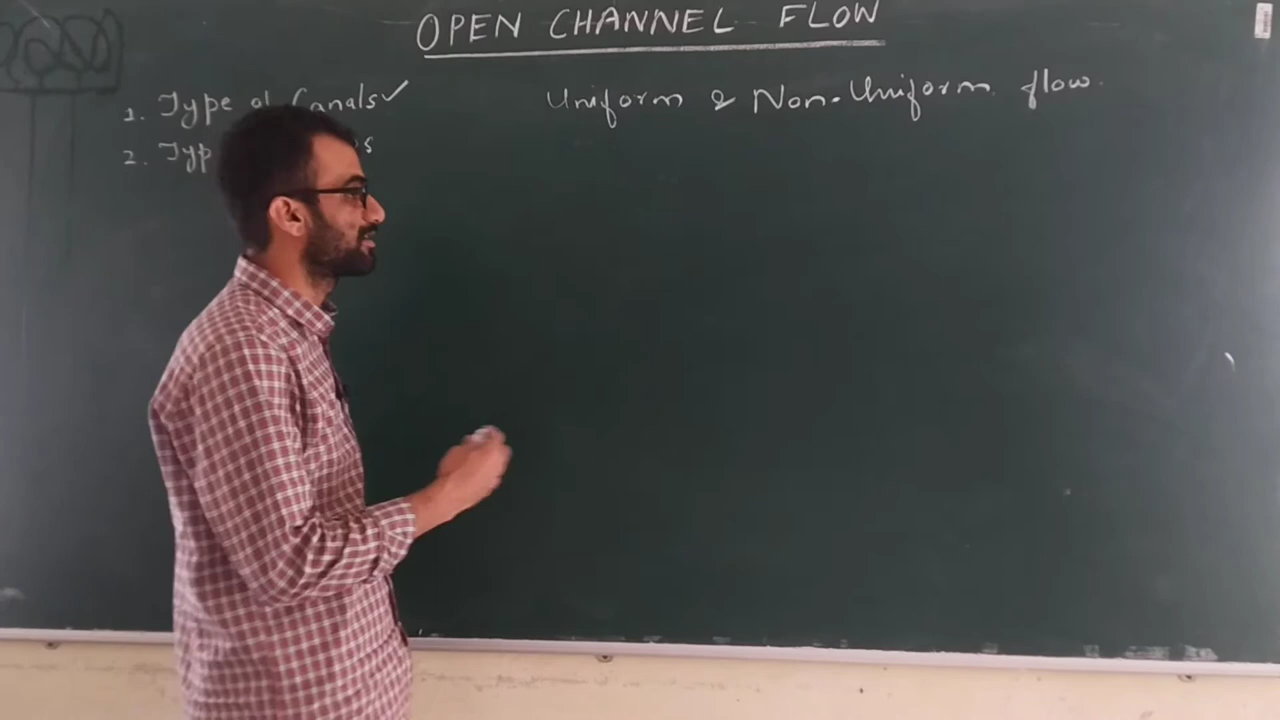 OPEN CHANNEL FLOW
1. Type of Canals ✓
2. Typ
Uniform & Non-Uniform flow.